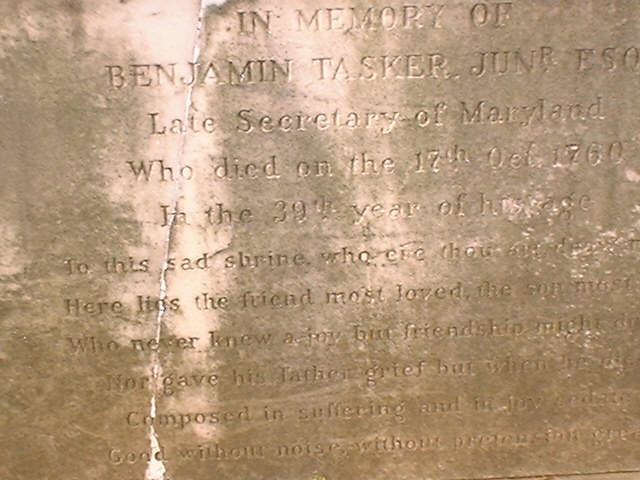 IN MEMORY OF
BENJAMIN TASKER JUNR ESQ
Late Secretary of Maryland
Who died on the 17th Oct. 1760
In the 39th year of his age
To this sad shrine who ere thou art draw
Here lies the friend most loved, the son most
Who never knew a joy but friendship might
Nor gave his father grief but when he
Composed in suffering and in joy sedate
Good without noise, without pretension